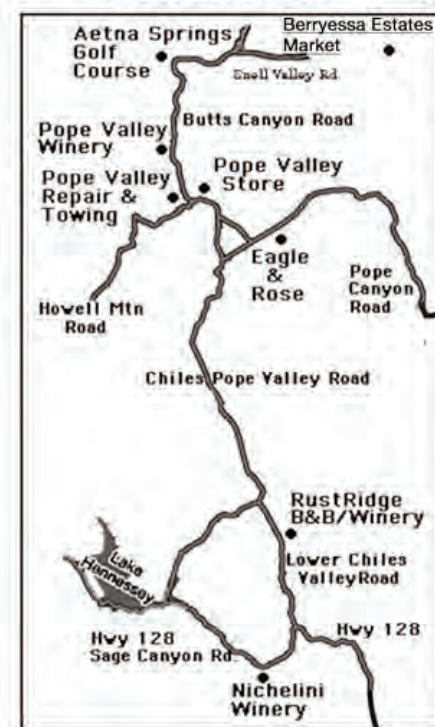 Berryessa Estates
Market
Aetna Springs
Golf
Course
Enoll Valley Rd
Butts Canyon Road
Pope Valley
Winery
Pope Valley
Store
Pope Valley
Repair &
Towing
Eagle
&
Rose
Pope
Canyon
Road
Howell Mtn
Road
Chiles Pope Valley Road
RustRidge
B&B/Winery
Lower Chiles
Valley Road
Lake
Hennessey
Hwy 128
Sage Canyon Rd.
Hwy 128
Nichelini
Winery